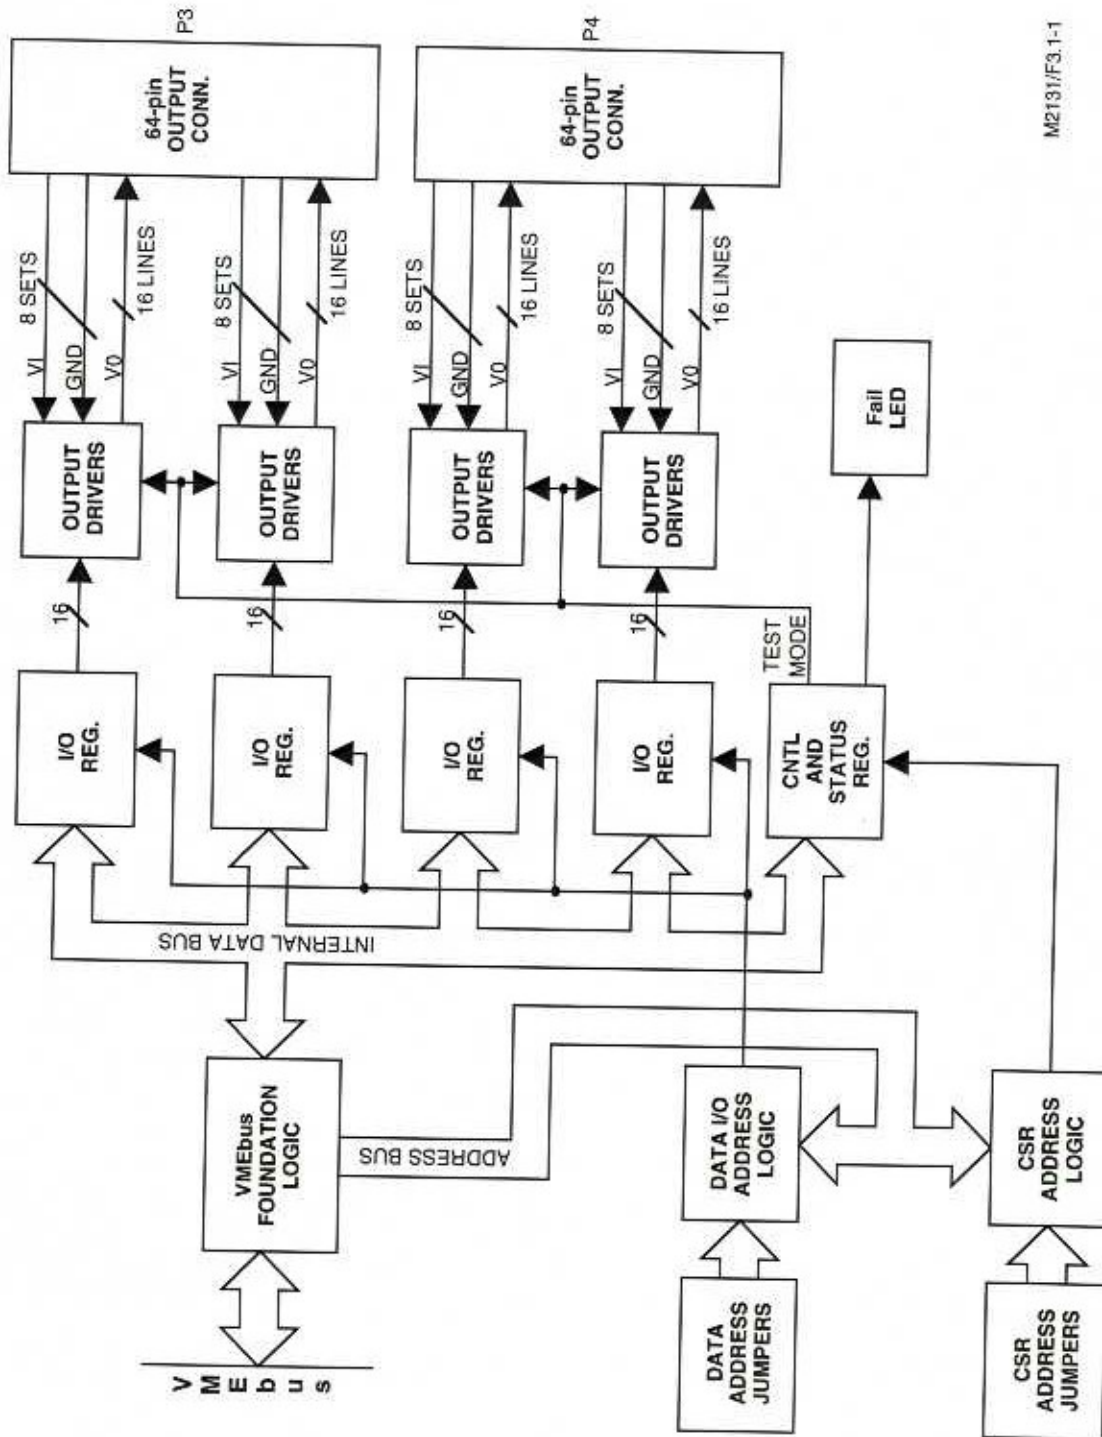 V M E b u s
VMEbus
FOUNDATION
LOGIC
INTERNAL DATA BUS
ADDRESS BUS
I/O
REG.
16
OUTPUT
DRIVERS
VI
8 SETS
GND
V0
16 LINES
64-pin
OUTPUT
CONN.
P3
I/O
REG.
16
OUTPUT
DRIVERS
VI
8 SETS
GND
V0
16 LINES
I/O
REG.
16
OUTPUT
DRIVERS
VI
8 SETS
GND
V0
16 LINES
64-pin
OUTPUT
CONN.
P4
I/O
REG.
16
OUTPUT
DRIVERS
VI
8 SETS
GND
V0
16 LINES
DATA
ADDRESS
JUMPERS
DATA I/O
ADDRESS
LOGIC
CNTL
AND
STATUS
REG.
TEST
MODE
Fail
LED
CSR
ADDRESS
JUMPERS
CSR
ADDRESS
LOGIC
M2131/F3.1-1